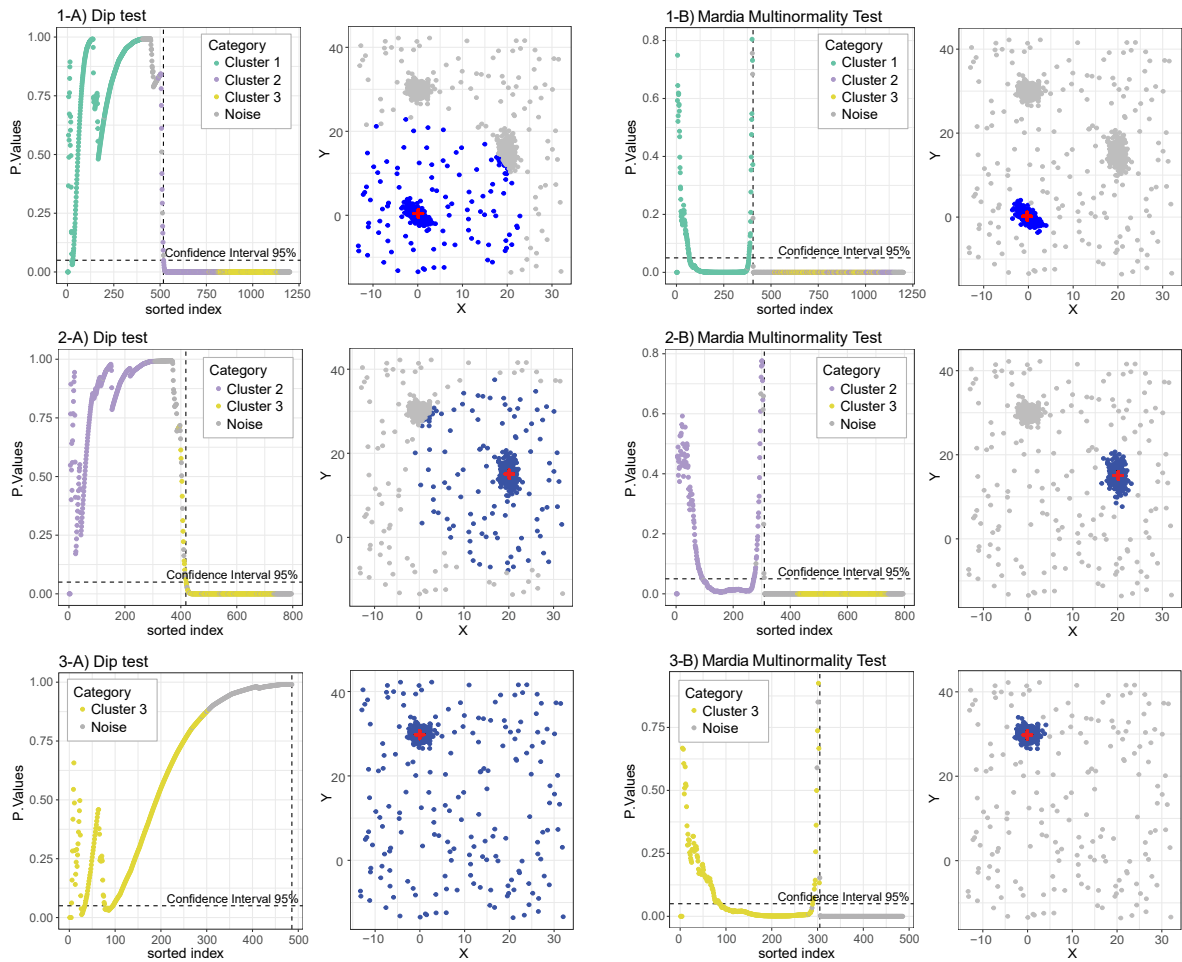 1-A) Dip test
P.Values
1.00
0.75
0.50
0.25
0.00
Category
Cluster 1
Cluster 2
Cluster 3
Noise
Confidence Interval 95%
0 250 500 750 1000 1250
sorted index
Y
40
20
0
−10 0 10 20 30
X
1-B) Mardia Multinormality Test
P.Values
0.8
0.6
0.4
0.2
0.0
Category
Cluster 1
Cluster 2
Cluster 3
Noise
Confidence Interval 95%
0 250 500 750 1000 1250
sorted index
Y
40
20
0
−10 0 10 20 30
X
2-A) Dip test
P.Values
1.00
0.75
0.50
0.25
0.00
Category
Cluster 2
Cluster 3
Noise
Confidence Interval 95%
0 200 400 600 800
sorted index
Y
40
20
0
−10 0 10 20 30
X
2-B) Mardia Multinormality Test
P.Values
0.8
0.6
0.4
0.2
0.0
Category
Cluster 2
Cluster 3
Noise
Confidence Interval 95%
0 200 400 600 800
sorted index
Y
40
20
0
−10 0 10 20 30
X
3-A) Dip test
P.Values
1.00
0.75
0.50
0.25
0.00
Category
Cluster 3
Noise
Confidence Interval 95%
0 100 200 300 400 500
sorted index
Y
40
20
0
−10 0 10 20 30
X
3-B) Mardia Multinormality Test
P.Values
0.75
0.50
0.25
0.00
Category
Cluster 3
Noise
Confidence Interval 95%
0 100 200 300 400 500
sorted index
Y
40
20
0
−10 0 10 20 30
X